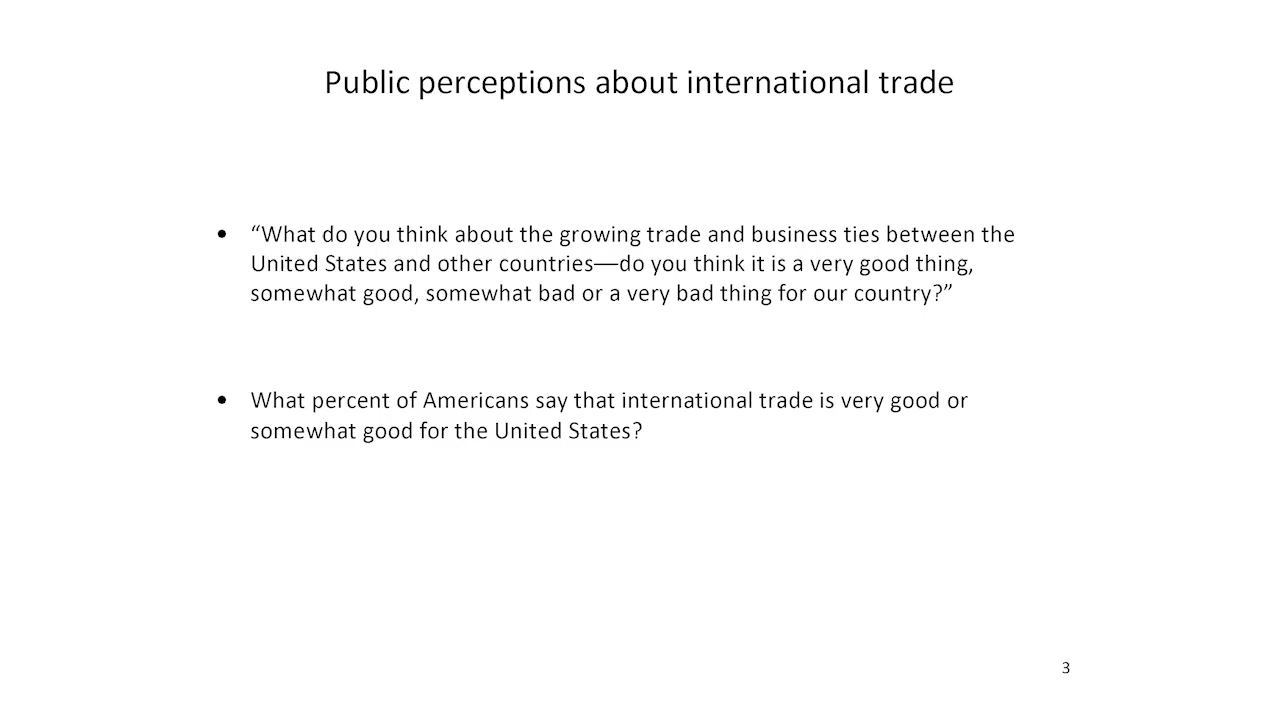 Public perceptions about international trade
• “What do you think about the growing trade and business ties between the
United States and other countries—do you think it is a very good thing,
somewhat good, somewhat bad or a very bad thing for our country?”
• What percent of Americans say that international trade is very good or
somewhat good for the United States?
3